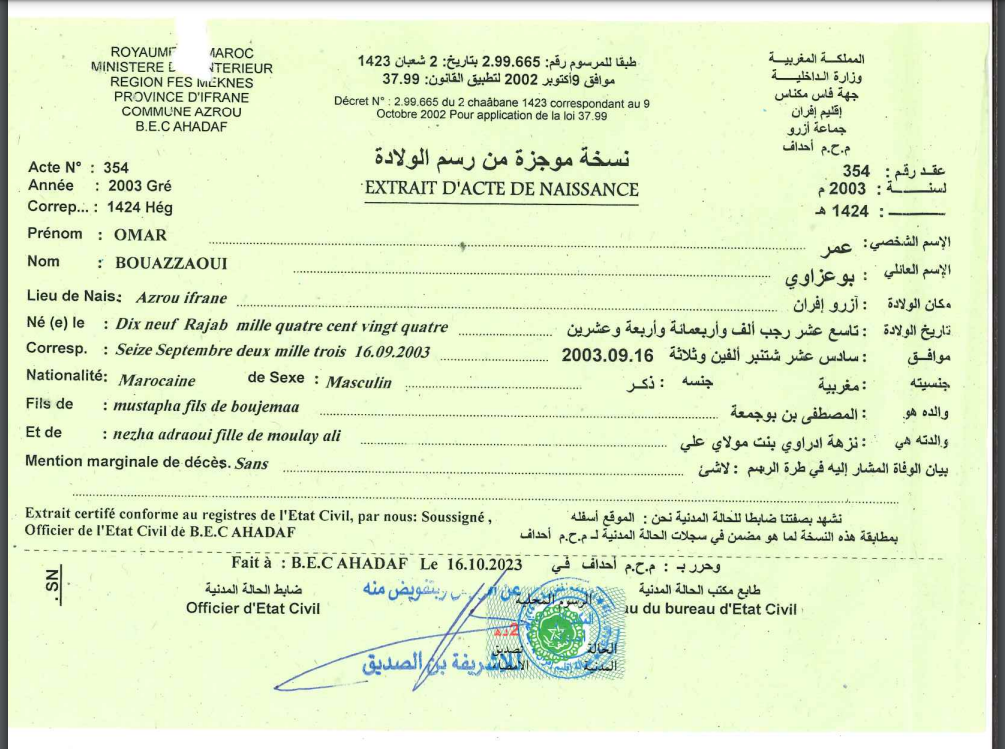 ROYAUME MAROC
MINISTERE INTERIEUR
REGION FES MEKNES
PROVINCE D'IFRANE
COMMUNE AZROU
B.E.C AHADAF
طبقا للمرسوم رقم: 2.99.665 بتاريخ: 2 شعبان 1423
موافق 9أكتوبر 2002 لتطبيق القانون: 37.99
Décret N° : 2.99.665 du 2 chaâbane 1423 correspondant au 9
Octobre 2002 Pour application de la loi 37.99
المملكة المغربية
وزارة الداخلية
جهة فاس مكناس
إقليم إفران
جماعة أزرو
م.ح.م أحداف
نسخة موجزة من رسم الولادة
EXTRAIT D'ACTE DE NAISSANCE
Acte N° : 354
Année : 2003 Gré
Correp... : 1424 Hég
عقد رقم : 354
لسنة : 2003 م
: 1424 هـ
Prénom : OMAR عمر الإسم الشخصي:
Nom : BOUAZZAOUI بوعزاوي الإسم العائلي :
Lieu de Nais: Azrou ifrane آزرو إفران مكان الولادة :
Né (e) le : Dix neuf Rajab mille quatre cent vingt quatre تاسع عشر رجب ألف وأربعمائة وأربعة وعشرين تاريخ الولادة :
Corresp. : Seize Septembre deux mille trois 16.09.2003 سادس عشر شتنبر ألفين وثلاثة 2003.09.16 موافق :
Nationalité: Marocaine de Sexe : Masculin جنسه : ذكر جنسيته : مغربية
Fils de : mustapha fils de boujemaa المصطفى بن بوجمعة والده هو :
Et de : nezha adraoui fille de moulay ali نزهة ادراوي بنت مولاي علي والدته هي :
Mention marginale de décès. Sans بيان الوفاة المشار إليه في طرة الرسم : لاشئ
Extrait certifé conforme au registres de l'Etat Civil, par nous: Soussigné ,
Officier de l'Etat Civil de B.E.C AHADAF
نشهد بصفتنا ضابطا للحالة المدنية نحن : الموقع أسفله
بمطابقة هذه النسخة لما هو مضمن في سجلات الحالة المدنية لـ م.ح.م أحداف
Fait à : B.E.C AHADAF Le 16.10.2023 وحرر بـ : م.ح.م أحداف في
SN.
ضابط الحالة المدنية
Officier d'Etat Civil
طابع مكتب الحالة المدنية
au du bureau d'Etat Civil
بتفويض منه
الرسوم المحلية
2
الحالة
المدنية
تصديق
الامضاء
الشريفة بن الصديق